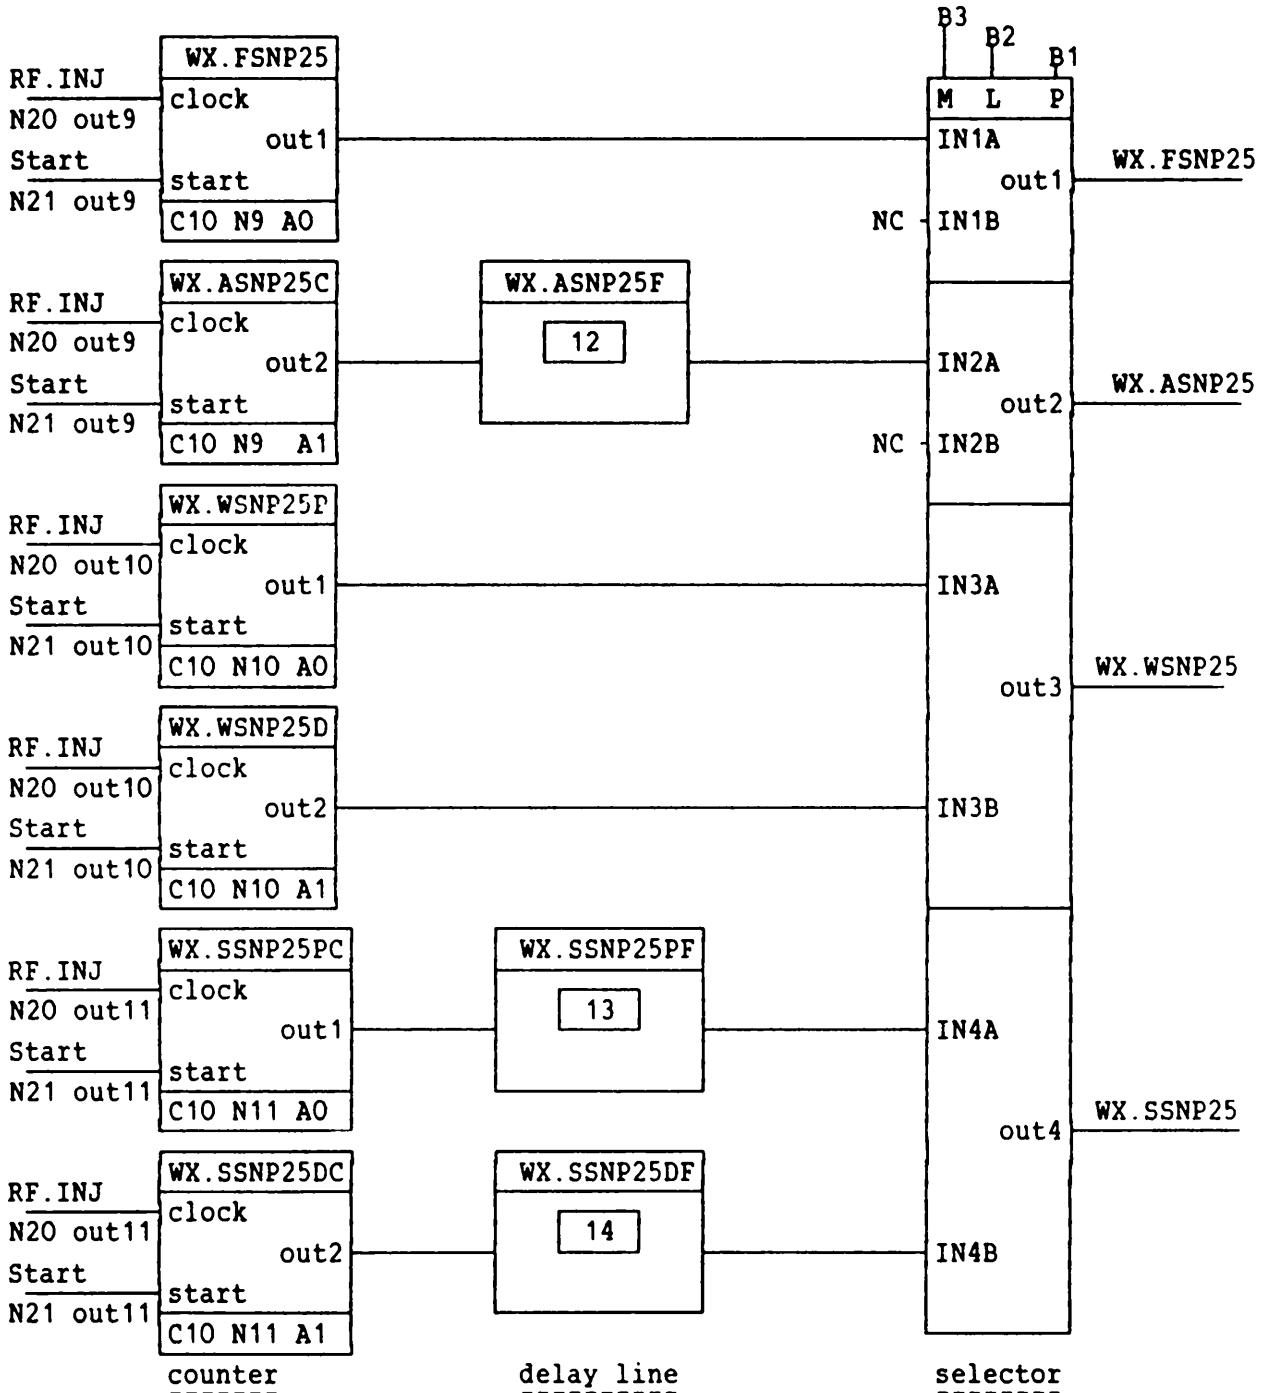 B3
B2
B1
M L P
WX.FSNP25
RF.INJ
clock
N20 out9
out1
Start
start
N21 out9
C10 N9 A0
IN1A
out1
WX.FSNP25
NC
IN1B
WX.ASNP25C
RF.INJ
clock
N20 out9
out2
Start
start
N21 out9
C10 N9 A1
WX.ASNP25F
12
IN2A
out2
WX.ASNP25
NC
IN2B
WX.WSNP25P
RF.INJ
clock
N20 out10
out1
Start
start
N21 out10
C10 N10 A0
IN3A
out3
WX.WSNP25
WX.WSNP25D
RF.INJ
clock
N20 out10
out2
Start
start
N21 out10
C10 N10 A1
IN3B
WX.SSNP25PC
RF.INJ
clock
N20 out11
out1
Start
start
N21 out11
C10 N11 A0
WX.SSNP25PF
13
IN4A
out4
WX.SSNP25
WX.SSNP25DC
RF.INJ
clock
N20 out11
out2
Start
start
N21 out11
C10 N11 A1
WX.SSNP25DF
14
IN4B
counter
delay line
selector